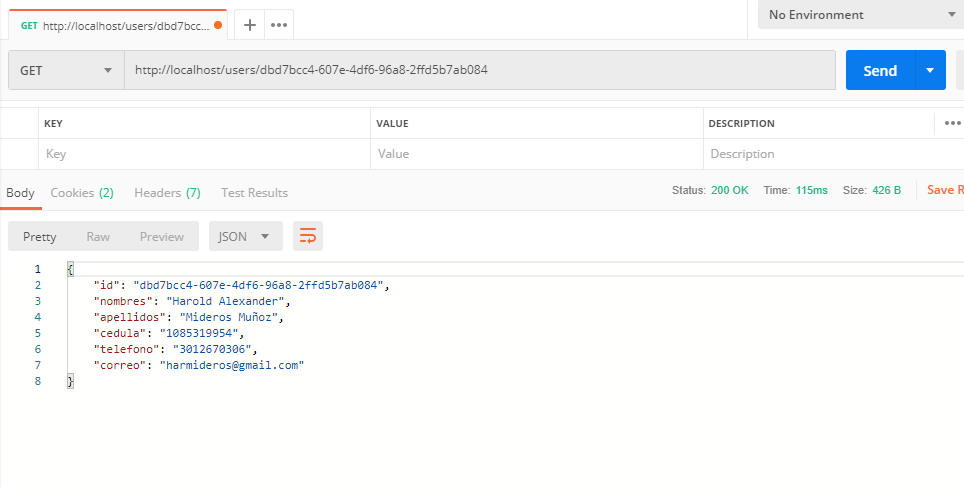 GET http://localhost/users/dbd7bcc... + ••• No Environment
GET http://localhost/users/dbd7bcc4-607e-4df6-96a8-2ffd5b7ab084 Send
KEY VALUE DESCRIPTION •••
Key Value Description
Body Cookies (2) Headers (7) Test Results Status: 200 OK Time: 115ms Size: 426 B Save R
Pretty Raw Preview JSON
1 {
2 "id": "dbd7bcc4-607e-4df6-96a8-2ffd5b7ab084",
3 "nombres": "Harold Alexander",
4 "apellidos": "Mideros Muñoz",
5 "cedula": "1085319954",
6 "telefono": "3012670306",
7 "correo": "harmideros@gmail.com"
8 }